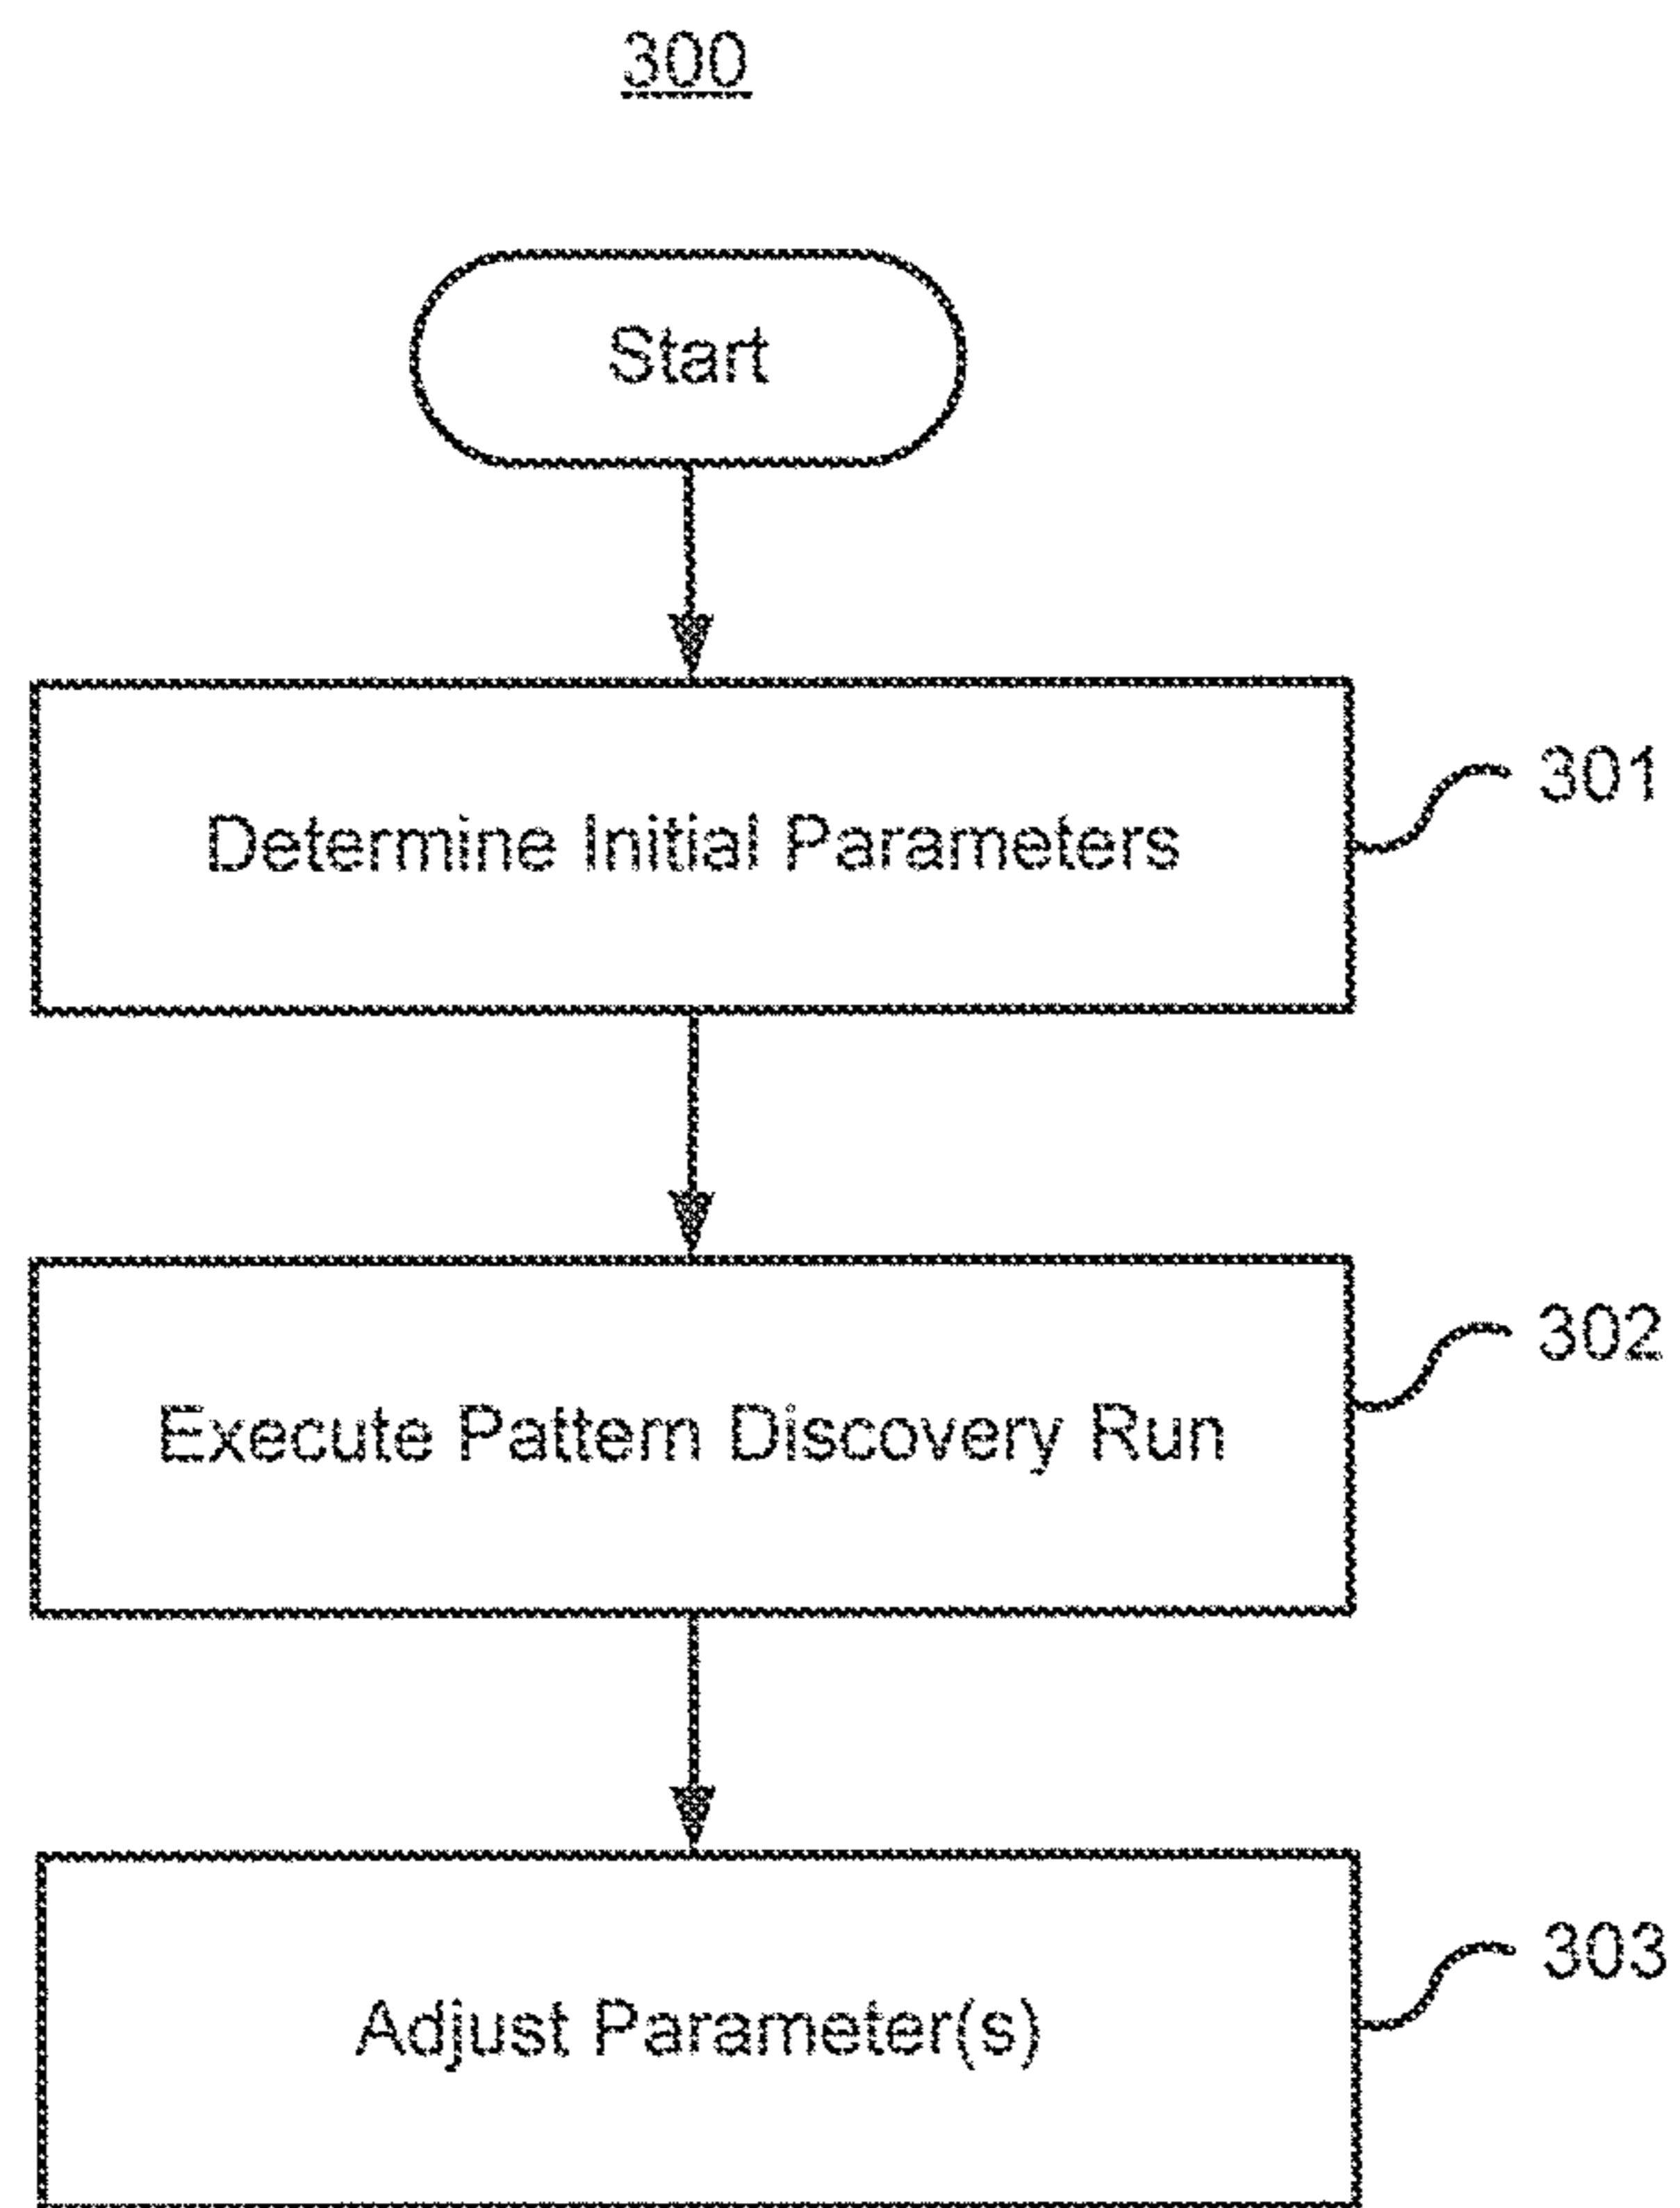 300
Start
Determine Initial Parameters
301
Execute Pattern Discovery Run
302
Adjust Parameter(s)
303